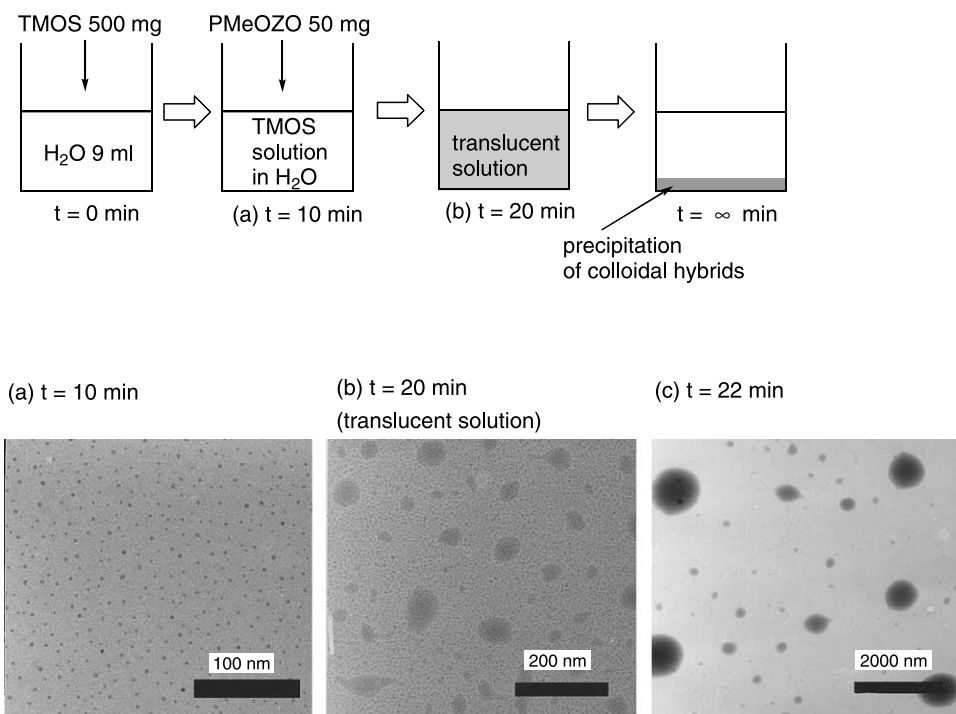 TMOS 500 mg
PMeOZO 50 mg
H₂O 9 ml
TMOS
solution
in H₂O
translucent
solution
t = 0 min
(a) t = 10 min
(b) t = 20 min
t = ∞ min
precipitation
of colloidal hybrids
(a) t = 10 min
(b) t = 20 min
(translucent solution)
(c) t = 22 min
100 nm
200 nm
2000 nm